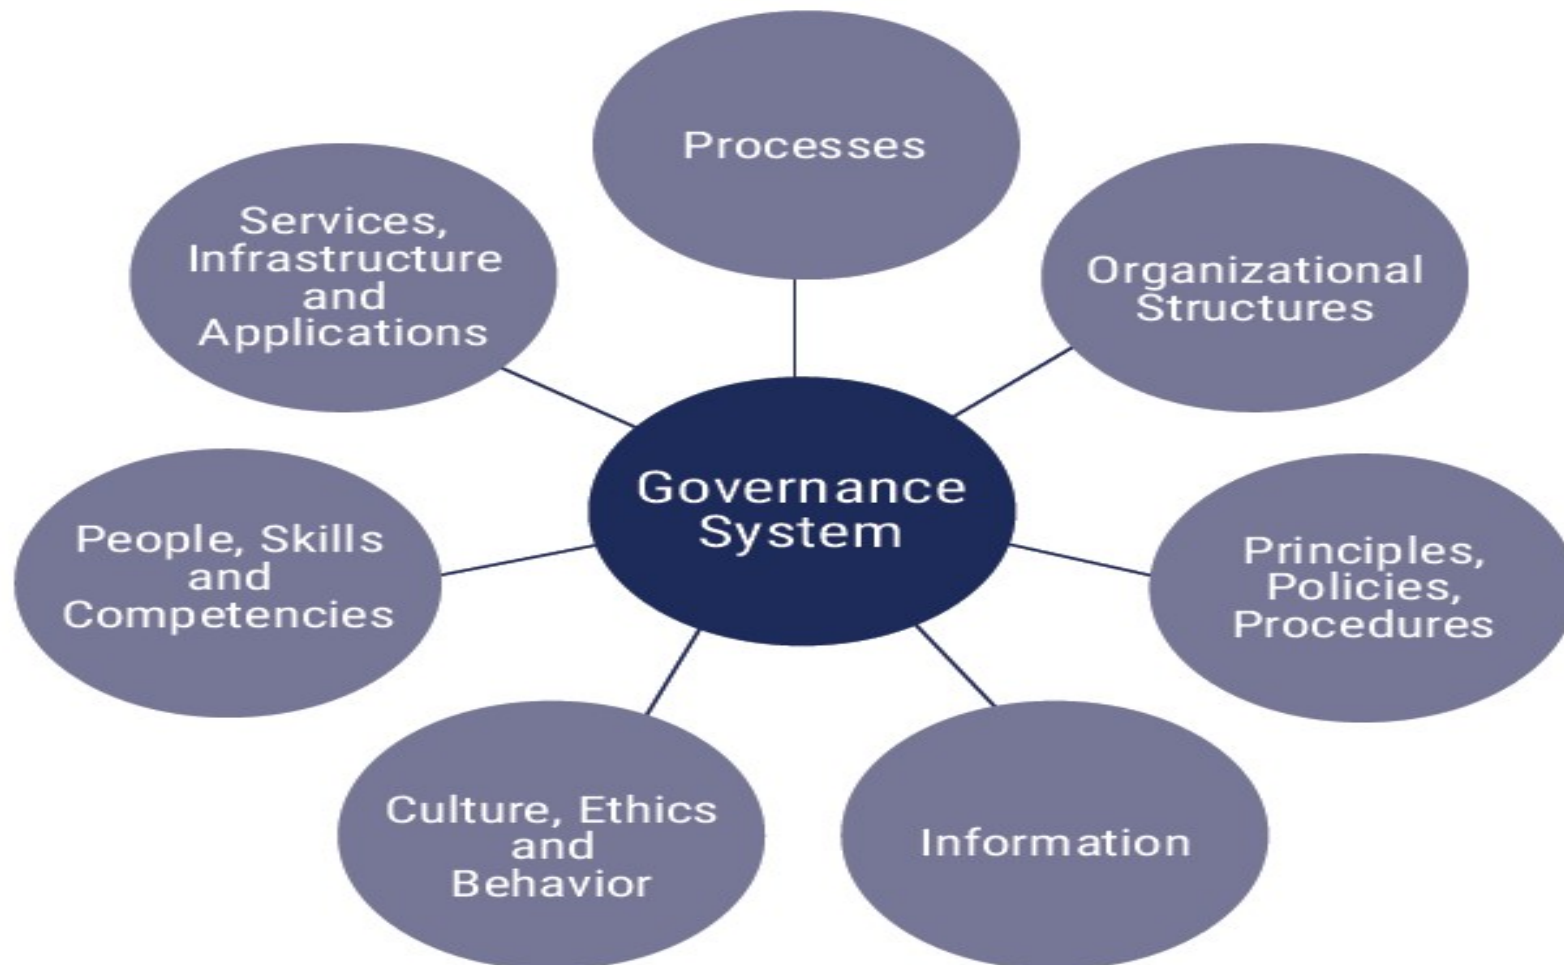 Processes
Services,
Infrastructure
and
Applications
Organizational
Structures
Governance
System
People, Skills
and
Competencies
Principles,
Policies,
Procedures
Culture, Ethics
and
Behavior
Information